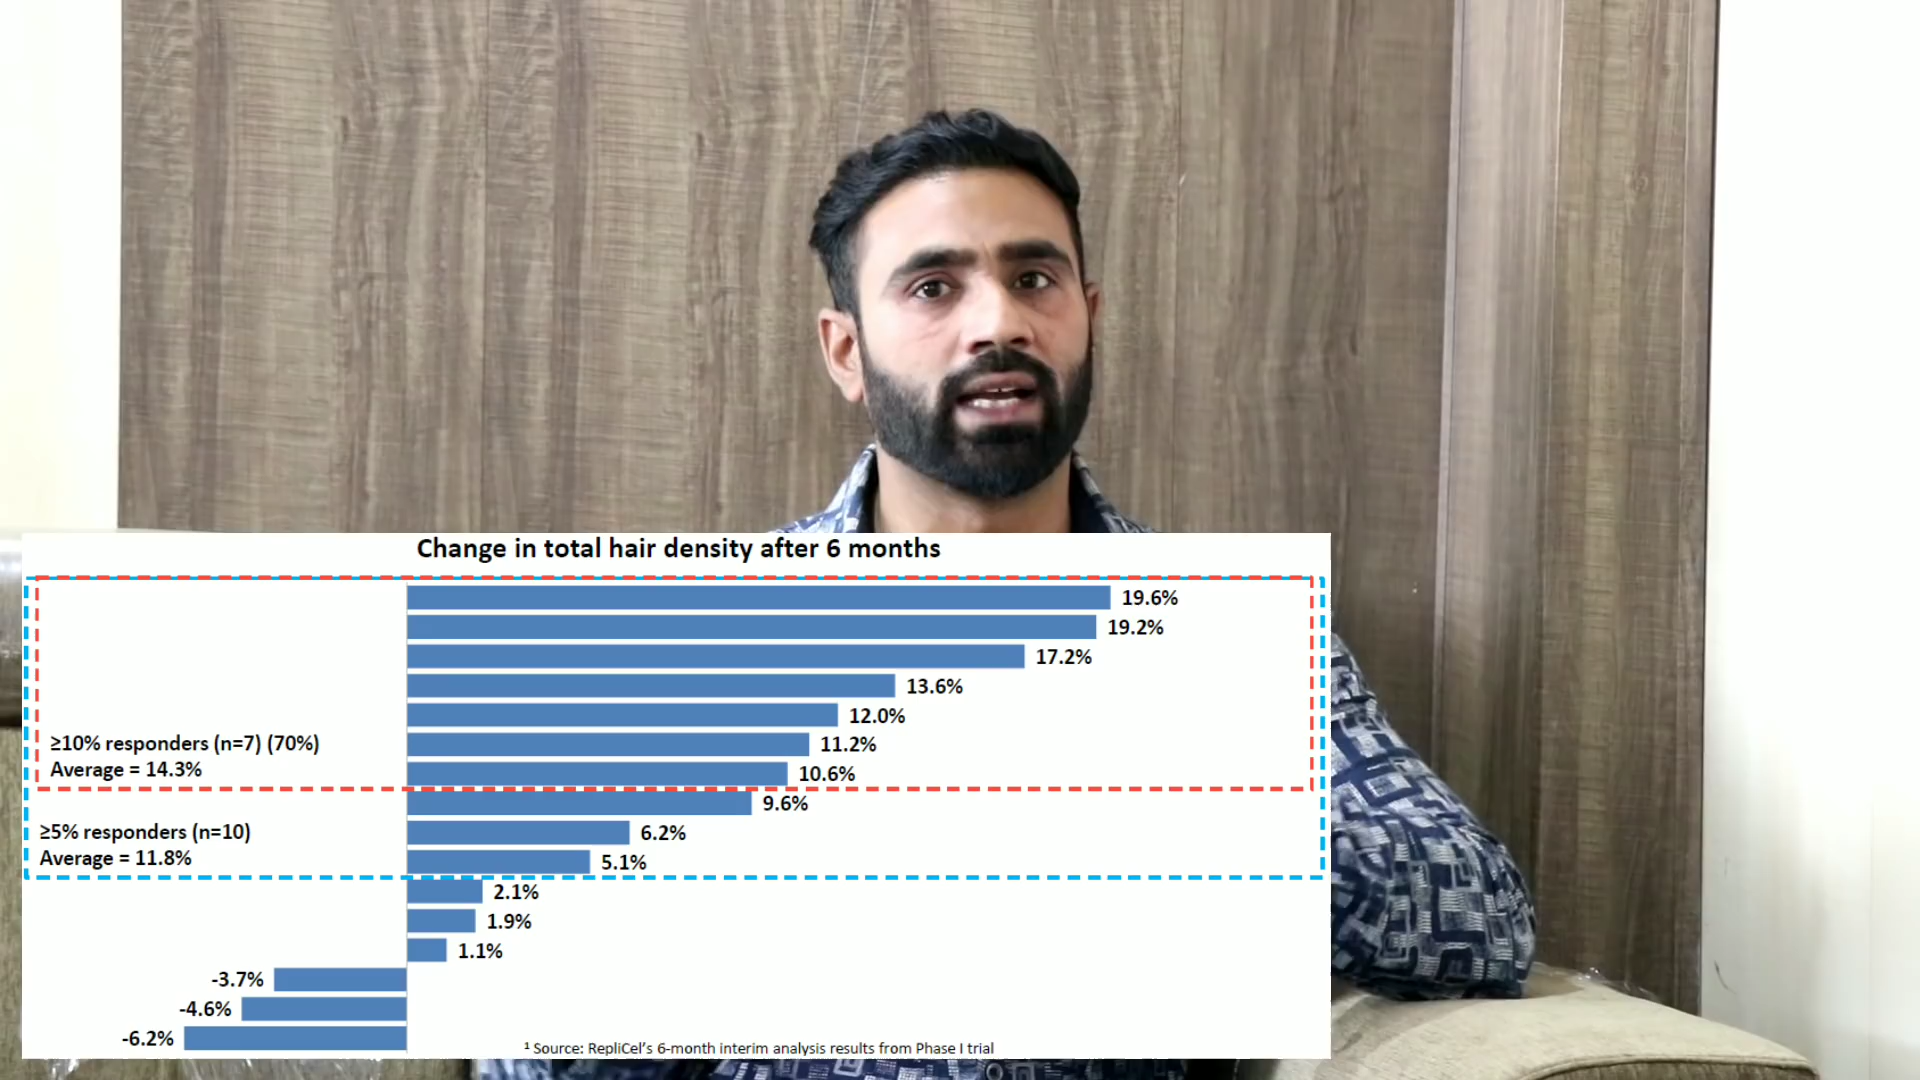 Change in total hair density after 6 months
19.6%
19.2%
17.2%
13.6%
12.0%
11.2%
10.6%
≥10% responders (n=7) (70%)
Average = 14.3%
9.6%
6.2%
5.1%
≥5% responders (n=10)
Average = 11.8%
2.1%
1.9%
1.1%
-3.7%
-4.6%
-6.2%
¹ Source: RepliCel's 6-month interim analysis results from Phase I trial